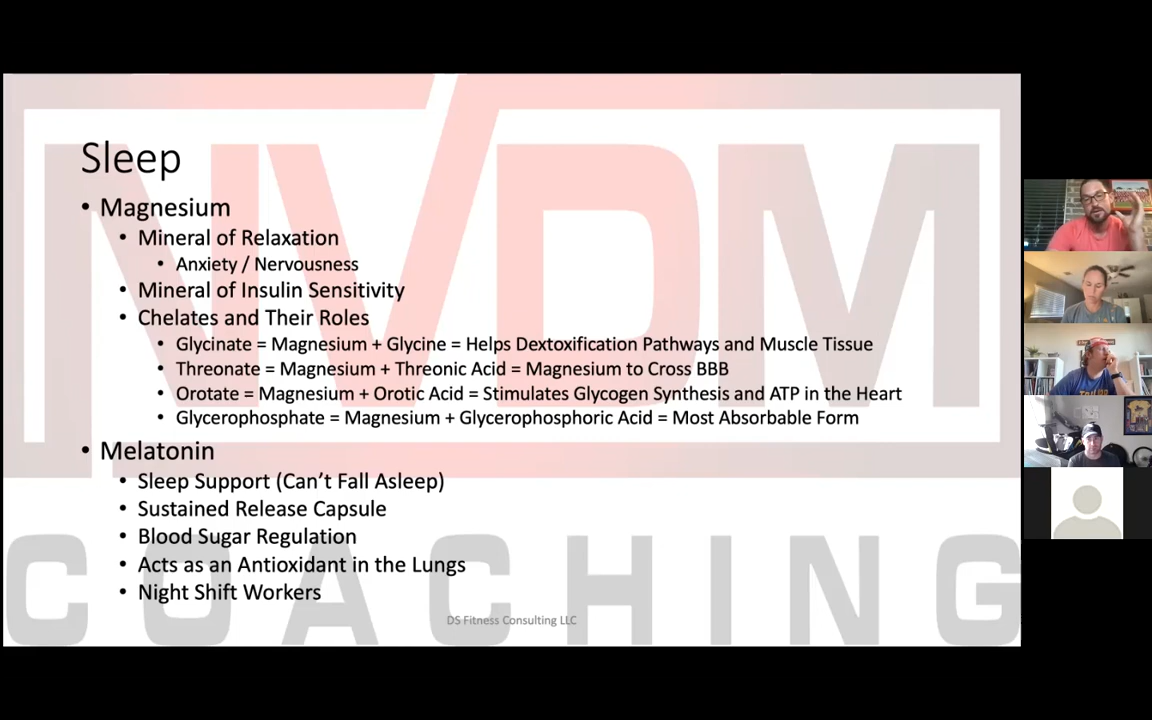 Sleep
• Magnesium
• Mineral of Relaxation
• Anxiety / Nervousness
• Mineral of Insulin Sensitivity
• Chelates and Their Roles
• Glycinate = Magnesium + Glycine = Helps Dextoxification Pathways and Muscle Tissue
• Threonate = Magnesium + Threonic Acid = Magnesium to Cross BBB
• Orotate = Magnesium + Orotic Acid = Stimulates Glycogen Synthesis and ATP in the Heart
• Glycerophosphate = Magnesium + Glycerophosphoric Acid = Most Absorbable Form
• Melatonin
• Sleep Support (Can’t Fall Asleep)
• Sustained Release Capsule
• Blood Sugar Regulation
• Acts as an Antioxidant in the Lungs
• Night Shift Workers
DS Fitness Consulting LLC
NVDM
COACHING